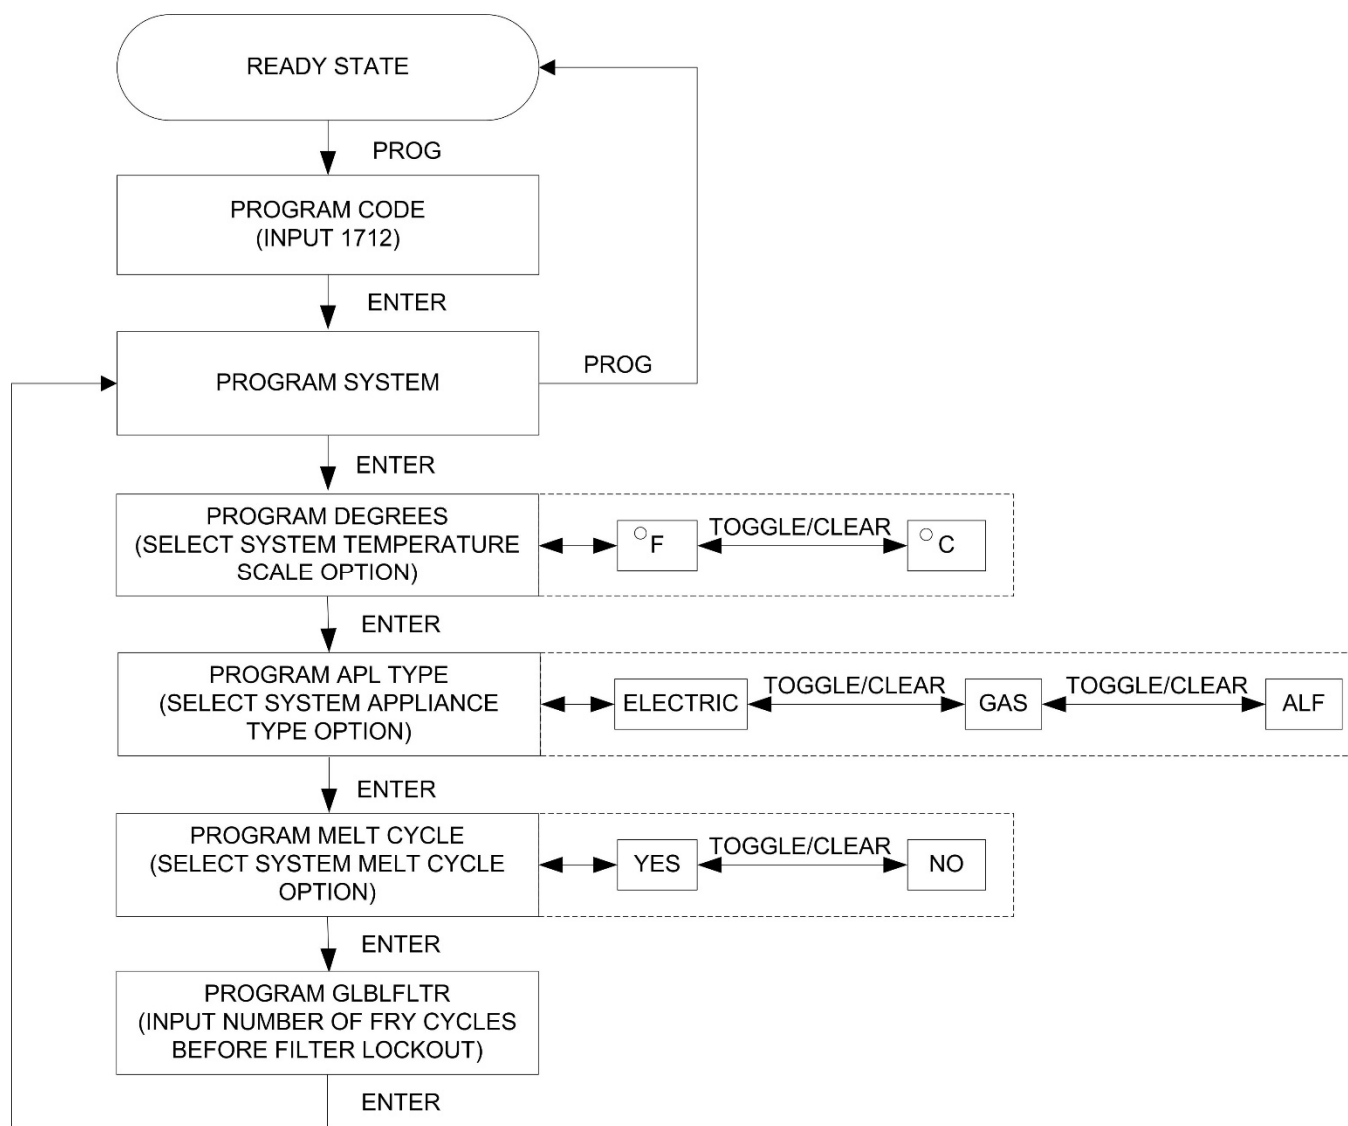 READY STATE
PROG
PROGRAM CODE
(INPUT 1712)
ENTER
PROGRAM SYSTEM
PROG
ENTER
PROGRAM DEGREES
(SELECT SYSTEM TEMPERATURE
SCALE OPTION)
°F
TOGGLE/CLEAR
°C
ENTER
PROGRAM APL TYPE
(SELECT SYSTEM APPLIANCE
TYPE OPTION)
ELECTRIC
TOGGLE/CLEAR
GAS
TOGGLE/CLEAR
ALF
ENTER
PROGRAM MELT CYCLE
(SELECT SYSTEM MELT CYCLE
OPTION)
YES
TOGGLE/CLEAR
NO
ENTER
PROGRAM GLBLFLTR
(INPUT NUMBER OF FRY CYCLES
BEFORE FILTER LOCKOUT)
ENTER